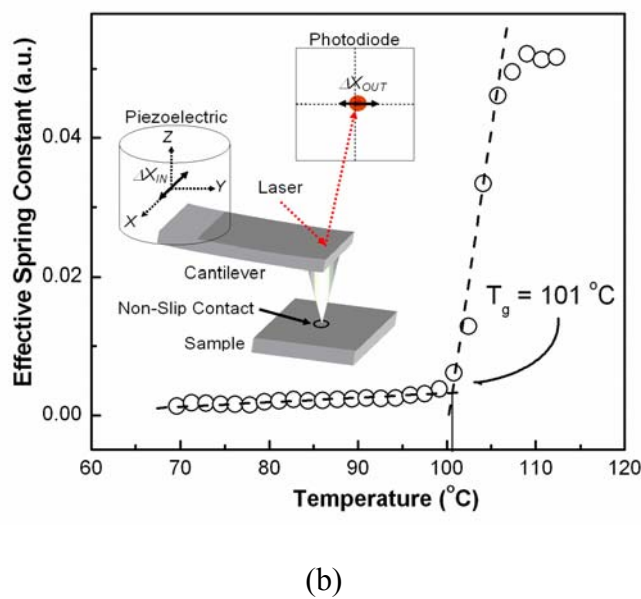 Photodiode
ΔX_OUT
Piezoelectric
Z
ΔX_IN
Y
X
Laser
Cantilever
Non-Slip Contact
Sample
T_g = 101 °C
Effective Spring Constant (a.u.)
0.04
0.02
0.00
60 70 80 90 100 110 120
Temperature (°C)
(b)